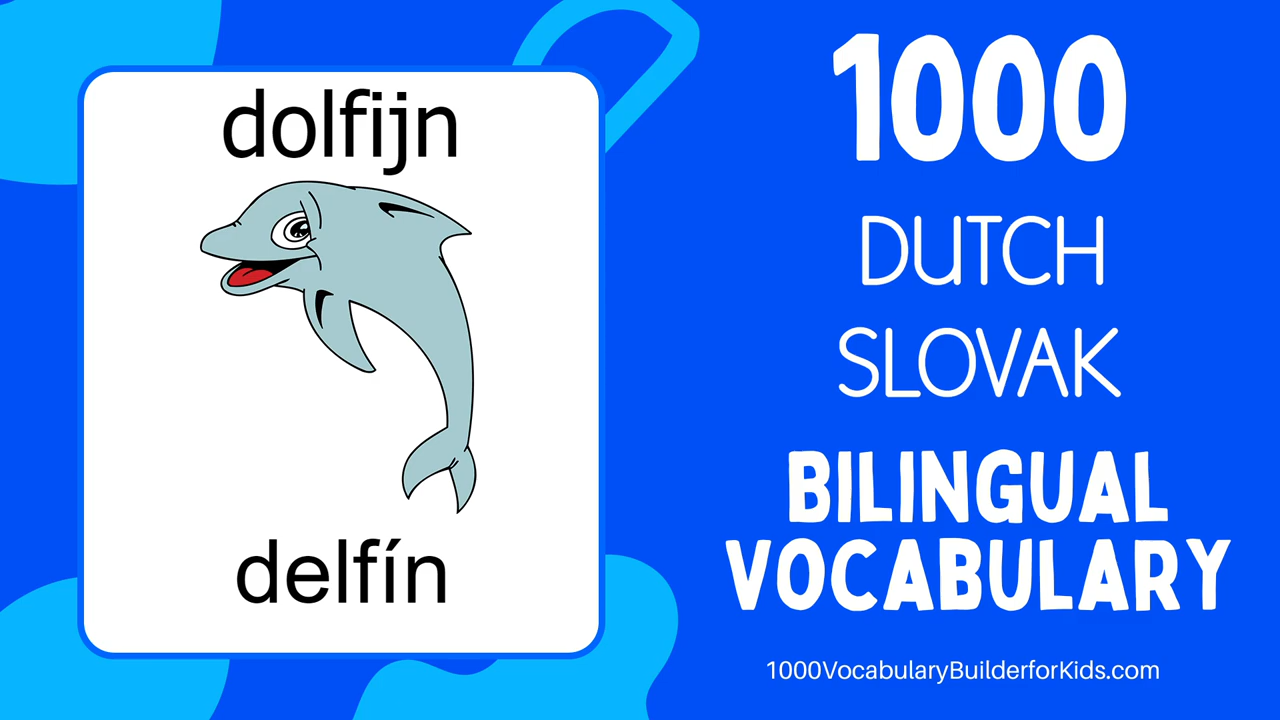 dolfijn
delfín
1000
DUTCH
SLOVAK
BILINGUAL
VOCABULARY
1000VocabularyBuilderforKids.com